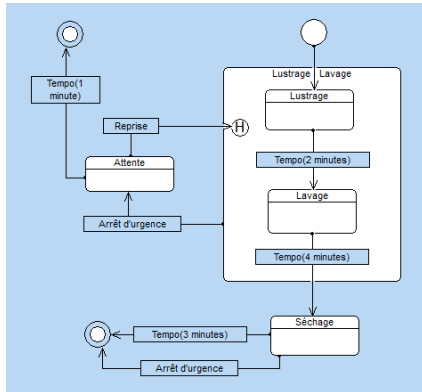 Tempo(1
minute)
Lustrage Lavage
Lustrage
Reprise
H
Tempo(2 minutes)
Attente
Lavage
Arrêt d'urgence
Tempo(4 minutes)
Séchage
Tempo(3 minutes)
Arrêt d'urgence